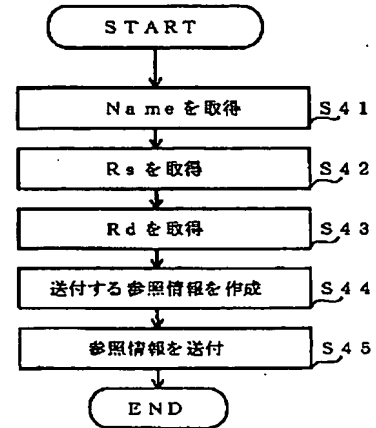 START
Nameを取得 S41
Rsを取得 S42
Rdを取得 S43
送付する参照情報を作成 S44
参照情報を送付 S45
END